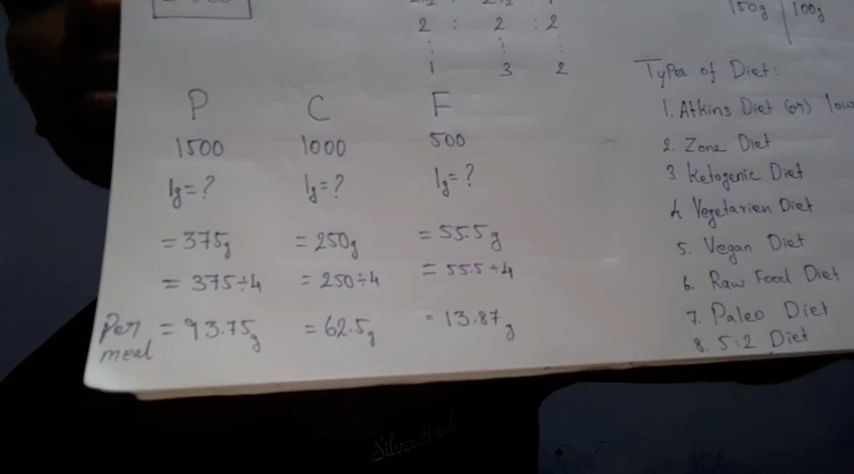 2 : 2 : 2
1 3 2
P C F
1500 1000 500
1g=? 1g=? 1g=?
= 375g = 250g = 55.5g
= 375÷4 = 250÷4 = 55.5÷4
Per meal = 93.75g = 62.5g = 13.87g
150g 100g
Types of Diet:
1. Atkins Diet (or) low
2. Zone Diet
3 Ketogenic Diet
4. Vegetarien Diet
5. Vegan Diet
6. Raw Food Diet
7. Paleo Diet
8. 5:2 Diet